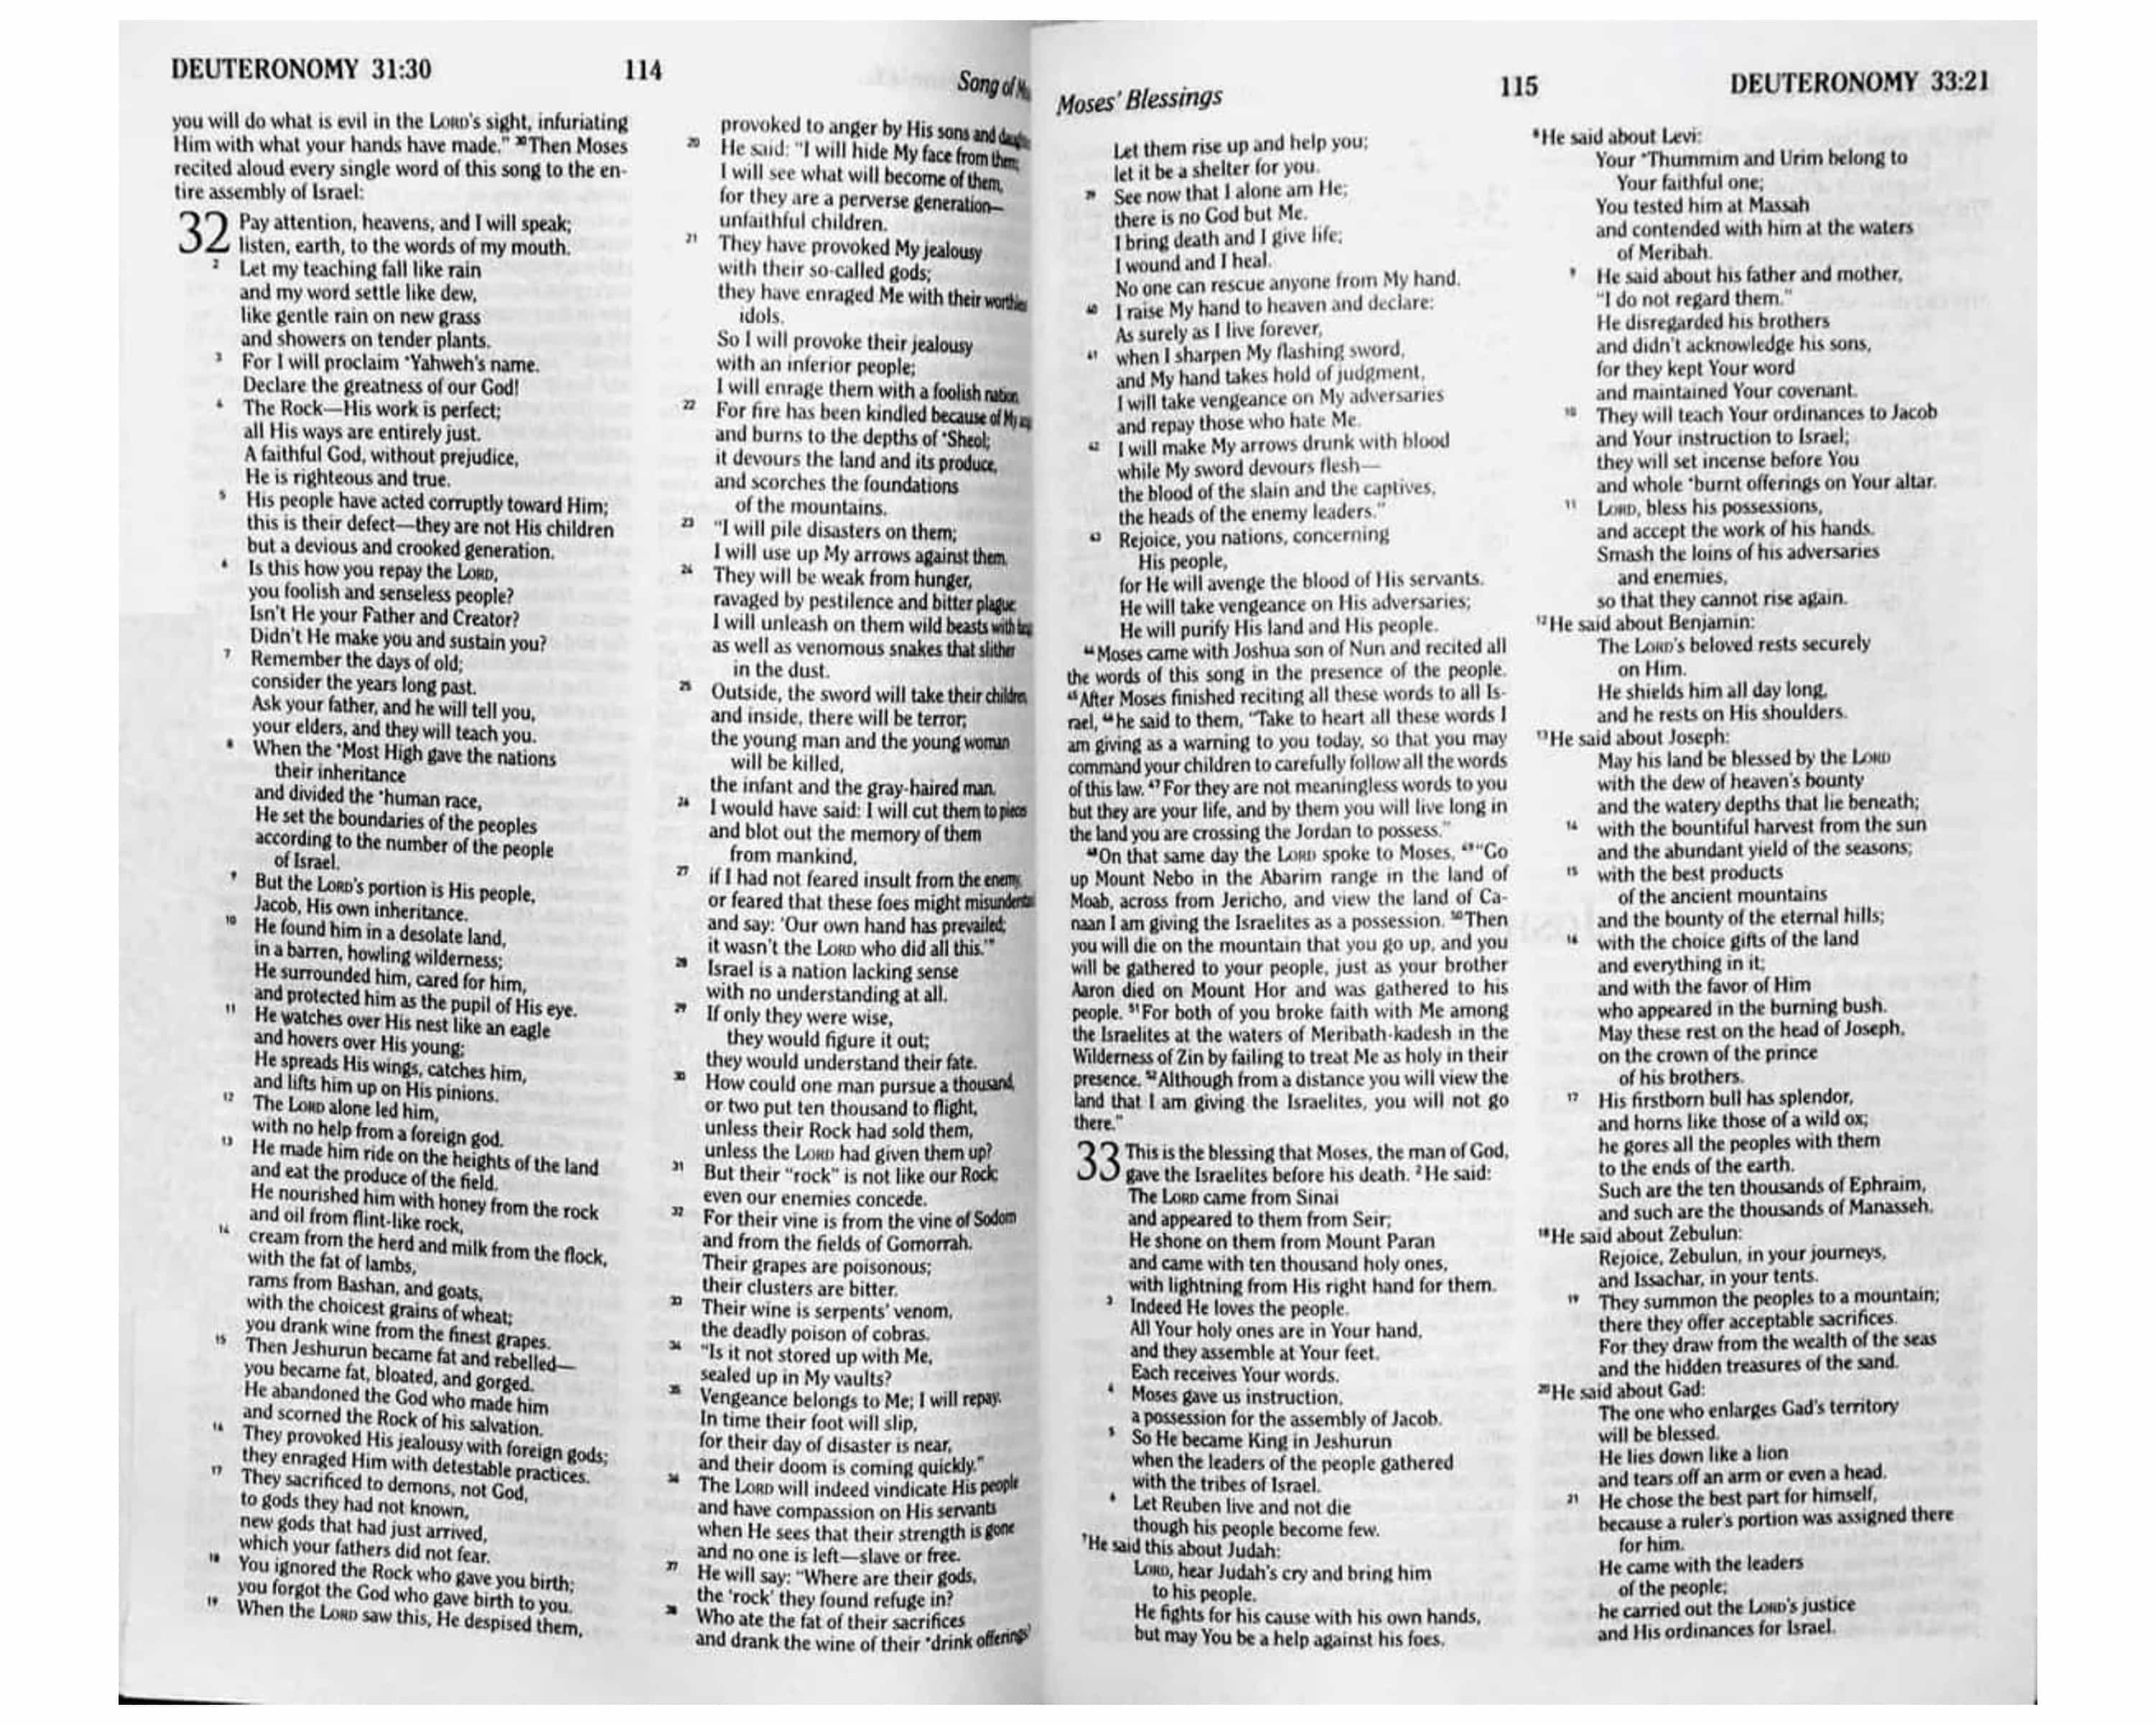 DEUTERONOMY 31:30
114
Song of
you will do what is evil in the LORD's sight, infuriating
Him with what your hands have made." 30Then Moses
recited aloud every single word of this song to the en-
tire assembly of Israel:
32 Pay attention, heavens, and I will speak;
listen, earth, to the words of my mouth.
2 Let my teaching fall like rain
and my word settle like dew,
like gentle rain on new grass
and showers on tender plants.
3 For I will proclaim *Yahweh's name.
Declare the greatness of our God!
4 The Rock—His work is perfect;
all His ways are entirely just.
A faithful God, without prejudice,
He is righteous and true.
5 His people have acted corruptly toward Him;
this is their defect—they are not His children
but a devious and crooked generation.
6 Is this how you repay the LORD,
you foolish and senseless people?
Isn't He your Father and Creator?
Didn't He make you and sustain you?
7 Remember the days of old;
consider the years long past.
Ask your father, and he will tell you,
your elders, and they will teach you.
8 When the *Most High gave the nations
their inheritance
and divided the *human race,
He set the boundaries of the peoples
according to the number of the people
of Israel.
9 But the LORD's portion is His people,
Jacob, His own inheritance.
10 He found him in a desolate land,
in a barren, howling wilderness;
He surrounded him, cared for him,
and protected him as the pupil of His eye.
11 He watches over His nest like an eagle
and hovers over His young;
He spreads His wings, catches him,
and lifts him up on His pinions.
12 The LORD alone led him,
with no help from a foreign god.
13 He made him ride on the heights of the land
and eat the produce of the field.
He nourished him with honey from the rock
and oil from flint-like rock,
14 cream from the herd and milk from the flock,
with the fat of lambs,
rams from Bashan, and goats,
with the choicest grains of wheat;
you drank wine from the finest grapes.
15 Then Jeshurun became fat and rebelled—
you became fat, bloated, and gorged.
He abandoned the God who made him
and scorned the Rock of his salvation.
16 They provoked His jealousy with foreign gods;
they enraged Him with detestable practices.
17 They sacrificed to demons, not God,
to gods they had not known,
new gods that had just arrived,
which your fathers did not fear.
18 You ignored the Rock who gave you birth;
you forgot the God who gave birth to you.
19 When the LORD saw this, He despised them,
provoked to anger by His sons and
20 He said: "I will hide My face from them;
I will see what will become of them,
for they are a perverse generation—
unfaithful children.
21 They have provoked My jealousy
with their so-called gods;
they have enraged Me with their
idols.
So I will provoke their jealousy
with an inferior people;
I will enrage them with a foolish nation.
22 For fire has been kindled because of My
and burns to the depths of *Sheol;
it devours the land and its produce,
and scorches the foundations
of the mountains.
23 "I will pile disasters on them;
I will use up My arrows against them.
24 They will be weak from hunger,
ravaged by pestilence and bitter plague;
I will unleash on them wild beasts with
as well as venomous snakes that slither
in the dust.
25 Outside, the sword will take their children,
and inside, there will be terror;
the young man and the young woman
will be killed,
the infant and the gray-haired man.
26 I would have said: I will cut them to pieces
and blot out the memory of them
from mankind,
27 if I had not feared insult from the enemy,
or feared that these foes might
and say: 'Our own hand has prevailed;
it wasn't the LORD who did all this.'"
28 Israel is a nation lacking sense
with no understanding at all.
29 If only they were wise,
they would figure it out;
they would understand their fate.
30 How could one man pursue a thousand,
or two put ten thousand to flight,
unless their Rock had sold them,
unless the LORD had given them up?
31 But their "rock" is not like our Rock;
even our enemies concede.
32 For their vine is from the vine of Sodom
and from the fields of Gomorrah.
Their grapes are poisonous;
their clusters are bitter.
33 Their wine is serpents' venom,
the deadly poison of cobras.
34 "Is it not stored up with Me,
sealed up in My vaults?
35 Vengeance belongs to Me; I will repay.
In time their foot will slip,
for their day of disaster is near,
and their doom is coming quickly."
36 The LORD will indeed vindicate His people
and have compassion on His servants
when He sees that their strength is gone
and no one is left—slave or free.
37 He will say: "Where are their gods,
the 'rock' they found refuge in?
38 Who ate the fat of their sacrifices
and drank the wine of their *drink offerings?
Moses' Blessings
115
DEUTERONOMY 33:21
Let them rise up and help you;
let it be a shelter for you.
39 See now that I alone am He;
there is no God but Me.
I bring death and I give life;
I wound and I heal.
No one can rescue anyone from My hand.
40 I raise My hand to heaven and declare:
As surely as I live forever,
41 when I sharpen My flashing sword,
and My hand takes hold of judgment,
I will take vengeance on My adversaries
and repay those who hate Me.
42 I will make My arrows drunk with blood
while My sword devours flesh—
the blood of the slain and the captives,
the heads of the enemy leaders."
43 Rejoice, you nations, concerning
His people,
for He will avenge the blood of His servants.
He will take vengeance on His adversaries;
He will purify His land and His people.
44Moses came with Joshua son of Nun and recited all
the words of this song in the presence of the people.
45After Moses finished reciting all these words to all Is-
rael, 46he said to them, "Take to heart all these words I
am giving as a warning to you today, so that you may
command your children to carefully follow all the words
of this law. 47For they are not meaningless words to you
but they are your life, and by them you will live long in
the land you are crossing the Jordan to possess."
48On that same day the LORD spoke to Moses, 49"Go
up Mount Nebo in the Abarim range in the land of
Moab, across from Jericho, and view the land of Ca-
naan I am giving the Israelites as a possession. 50Then
you will die on the mountain that you go up, and you
will be gathered to your people, just as your brother
Aaron died on Mount Hor and was gathered to his
people. 51For both of you broke faith with Me among
the Israelites at the waters of Meribath-kadesh in the
Wilderness of Zin by failing to treat Me as holy in their
presence. 52Although from a distance you will view the
land that I am giving the Israelites, you will not go
there."
33 This is the blessing that Moses, the man of God,
gave the Israelites before his death. 2He said:
The LORD came from Sinai
and appeared to them from Seir;
He shone on them from Mount Paran
and came with ten thousand holy ones,
with lightning from His right hand for them.
3 Indeed He loves the people.
All Your holy ones are in Your hand,
and they assemble at Your feet.
Each receives Your words.
4 Moses gave us instruction,
a possession for the assembly of Jacob.
5 So He became King in Jeshurun
when the leaders of the people gathered
with the tribes of Israel.
6 Let Reuben live and not die
though his people become few.
7He said this about Judah:
LORD, hear Judah's cry and bring him
to his people.
He fights for his cause with his own hands,
but may You be a help against his foes.
8He said about Levi:
Your *Thummim and Urim belong to
Your faithful one;
You tested him at Massah
and contended with him at the waters
of Meribah.
9 He said about his father and mother,
"I do not regard them."
He disregarded his brothers
and didn't acknowledge his sons,
for they kept Your word
and maintained Your covenant.
10 They will teach Your ordinances to Jacob
and Your instruction to Israel;
they will set incense before You
and whole *burnt offerings on Your altar.
11 LORD, bless his possessions,
and accept the work of his hands.
Smash the loins of his adversaries
and enemies,
so that they cannot rise again.
12He said about Benjamin:
The LORD's beloved rests securely
on Him.
He shields him all day long,
and he rests on His shoulders.
13He said about Joseph:
May his land be blessed by the LORD
with the dew of heaven's bounty
and the watery depths that lie beneath;
14 with the bountiful harvest from the sun
and the abundant yield of the seasons;
15 with the best products
of the ancient mountains
and the bounty of the eternal hills;
16 with the choice gifts of the land
and everything in it;
and with the favor of Him
who appeared in the burning bush.
May these rest on the head of Joseph,
on the crown of the prince
of his brothers.
17 His firstborn bull has splendor,
and horns like those of a wild ox;
he gores all the peoples with them
to the ends of the earth.
Such are the ten thousands of Ephraim,
and such are the thousands of Manasseh.
18He said about Zebulun:
Rejoice, Zebulun, in your journeys,
and Issachar, in your tents.
19 They summon the peoples to a mountain;
there they offer acceptable sacrifices.
For they draw from the wealth of the seas
and the hidden treasures of the sand.
20He said about Gad:
The one who enlarges Gad's territory
will be blessed.
He lies down like a lion
and tears off an arm or even a head.
21 He chose the best part for himself,
because a ruler's portion was assigned there
for him.
He came with the leaders
of the people;
he carried out the LORD's justice
and His ordinances for Israel.